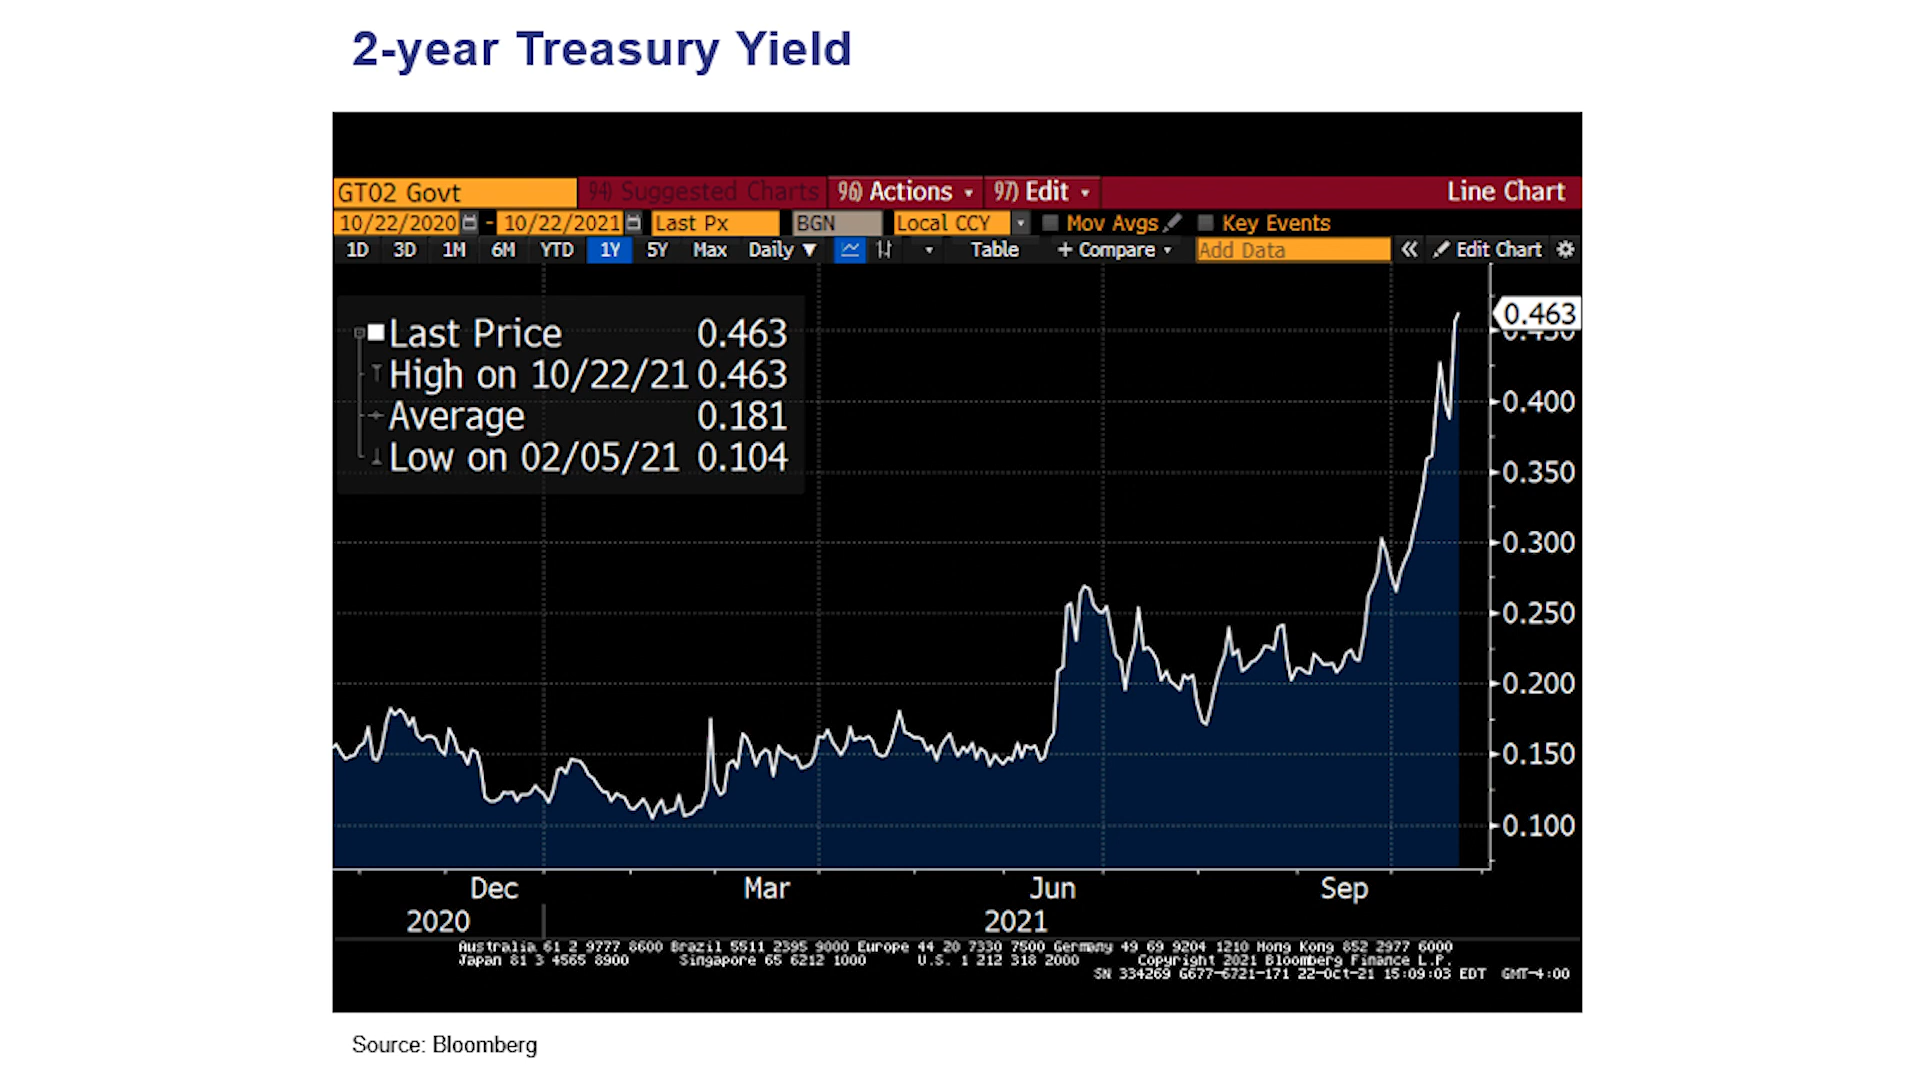 2-year Treasury Yield
GT02 Govt 94) Suggested Charts 96) Actions 97) Edit Line Chart
10/22/2020 - 10/22/2021 Last Px BGN Local CCY Mov Avgs Key Events
1D 3D 1M 6M YTD 1Y 5Y Max Daily ▼ Table + Compare Add Data « Edit Chart
Last Price 0.463
High on 10/22/21 0.463
Average 0.181
Low on 02/05/21 0.104
0.463
0.450
0.400
0.350
0.300
0.250
0.200
0.150
0.100
Dec Mar Jun Sep
2020 2021
Australia 61 2 9777 8600 Brazil 5511 2395 9000 Europe 44 20 7330 7500 Germany 49 69 9204 1210 Hong Kong 852 2977 6000
Japan 81 3 4565 8900 Singapore 65 6212 1000 U.S. 1 212 318 2000 Copyright 2021 Bloomberg Finance L.P.
SN 334269 G677-6721-171 22-Oct-21 15:09:03 EDT GMT-4:00
Source: Bloomberg